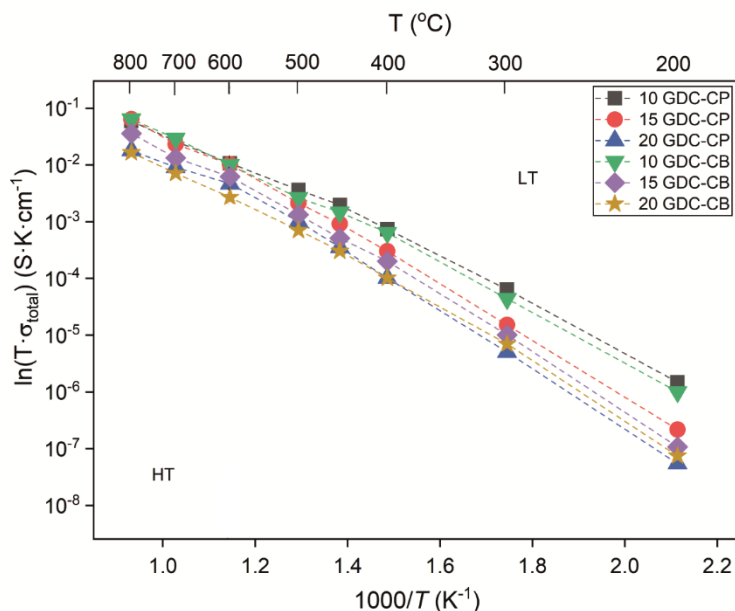 T (°C)
800 700 600 500 400 300 200
10⁻¹
10⁻²
10⁻³
10⁻⁴
10⁻⁵
10⁻⁶
10⁻⁷
10⁻⁸
ln(T·σtotal) (S·K·cm⁻¹)
10 GDC-CP
15 GDC-CP
20 GDC-CP
10 GDC-CB
15 GDC-CB
20 GDC-CB
LT
HT
1.0 1.2 1.4 1.6 1.8 2.0 2.2
1000/T (K⁻¹)